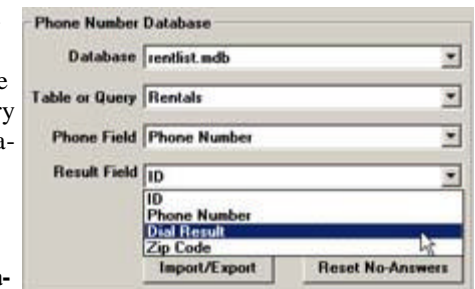 Phone Number Database
Database rentlist.mdb
e
Table or Query Rentals
ry
a-
Phone Field Phone Number
Result Field ID
ID
Phone Number
Dial Result
Zip Code
Import/Export Reset No-Answers
a-